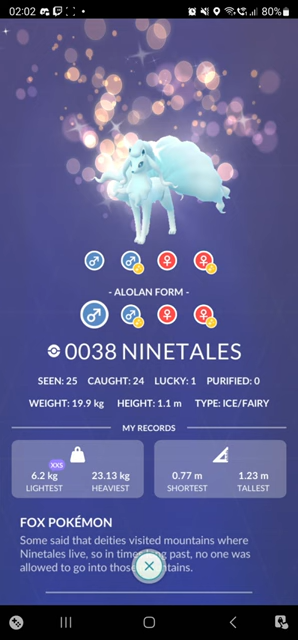 02:02
80%
- ALOLAN FORM -
0038 NINETALES
SEEN: 25 CAUGHT: 24 LUCKY: 1 PURIFIED: 0
WEIGHT: 19.9 kg HEIGHT: 1.1 m TYPE: ICE/FAIRY
MY RECORDS
XXS
6.2 kg 23.13 kg 0.77 m 1.23 m
LIGHTEST HEAVIEST SHORTEST TALLEST
FOX POKÉMON
Some said that deities visited mountains where
Ninetales live, so in times long past, no one was
allowed to go into those mountains.